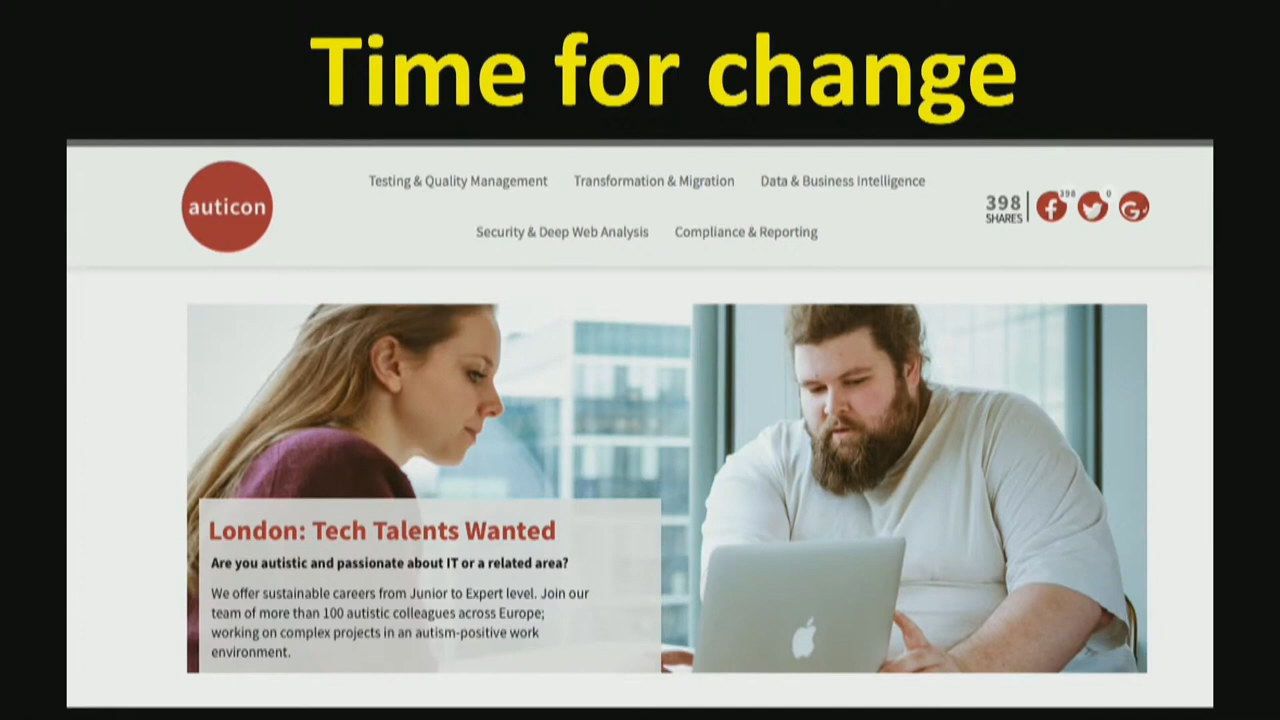 Time for change
auticon
Testing & Quality Management Transformation & Migration Data & Business Intelligence
Security & Deep Web Analysis Compliance & Reporting
398
SHARES
398
0
London: Tech Talents Wanted
Are you autistic and passionate about IT or a related area?
We offer sustainable careers from Junior to Expert level. Join our
team of more than 100 autistic colleagues across Europe;
working on complex projects in an autism-positive work
environment.